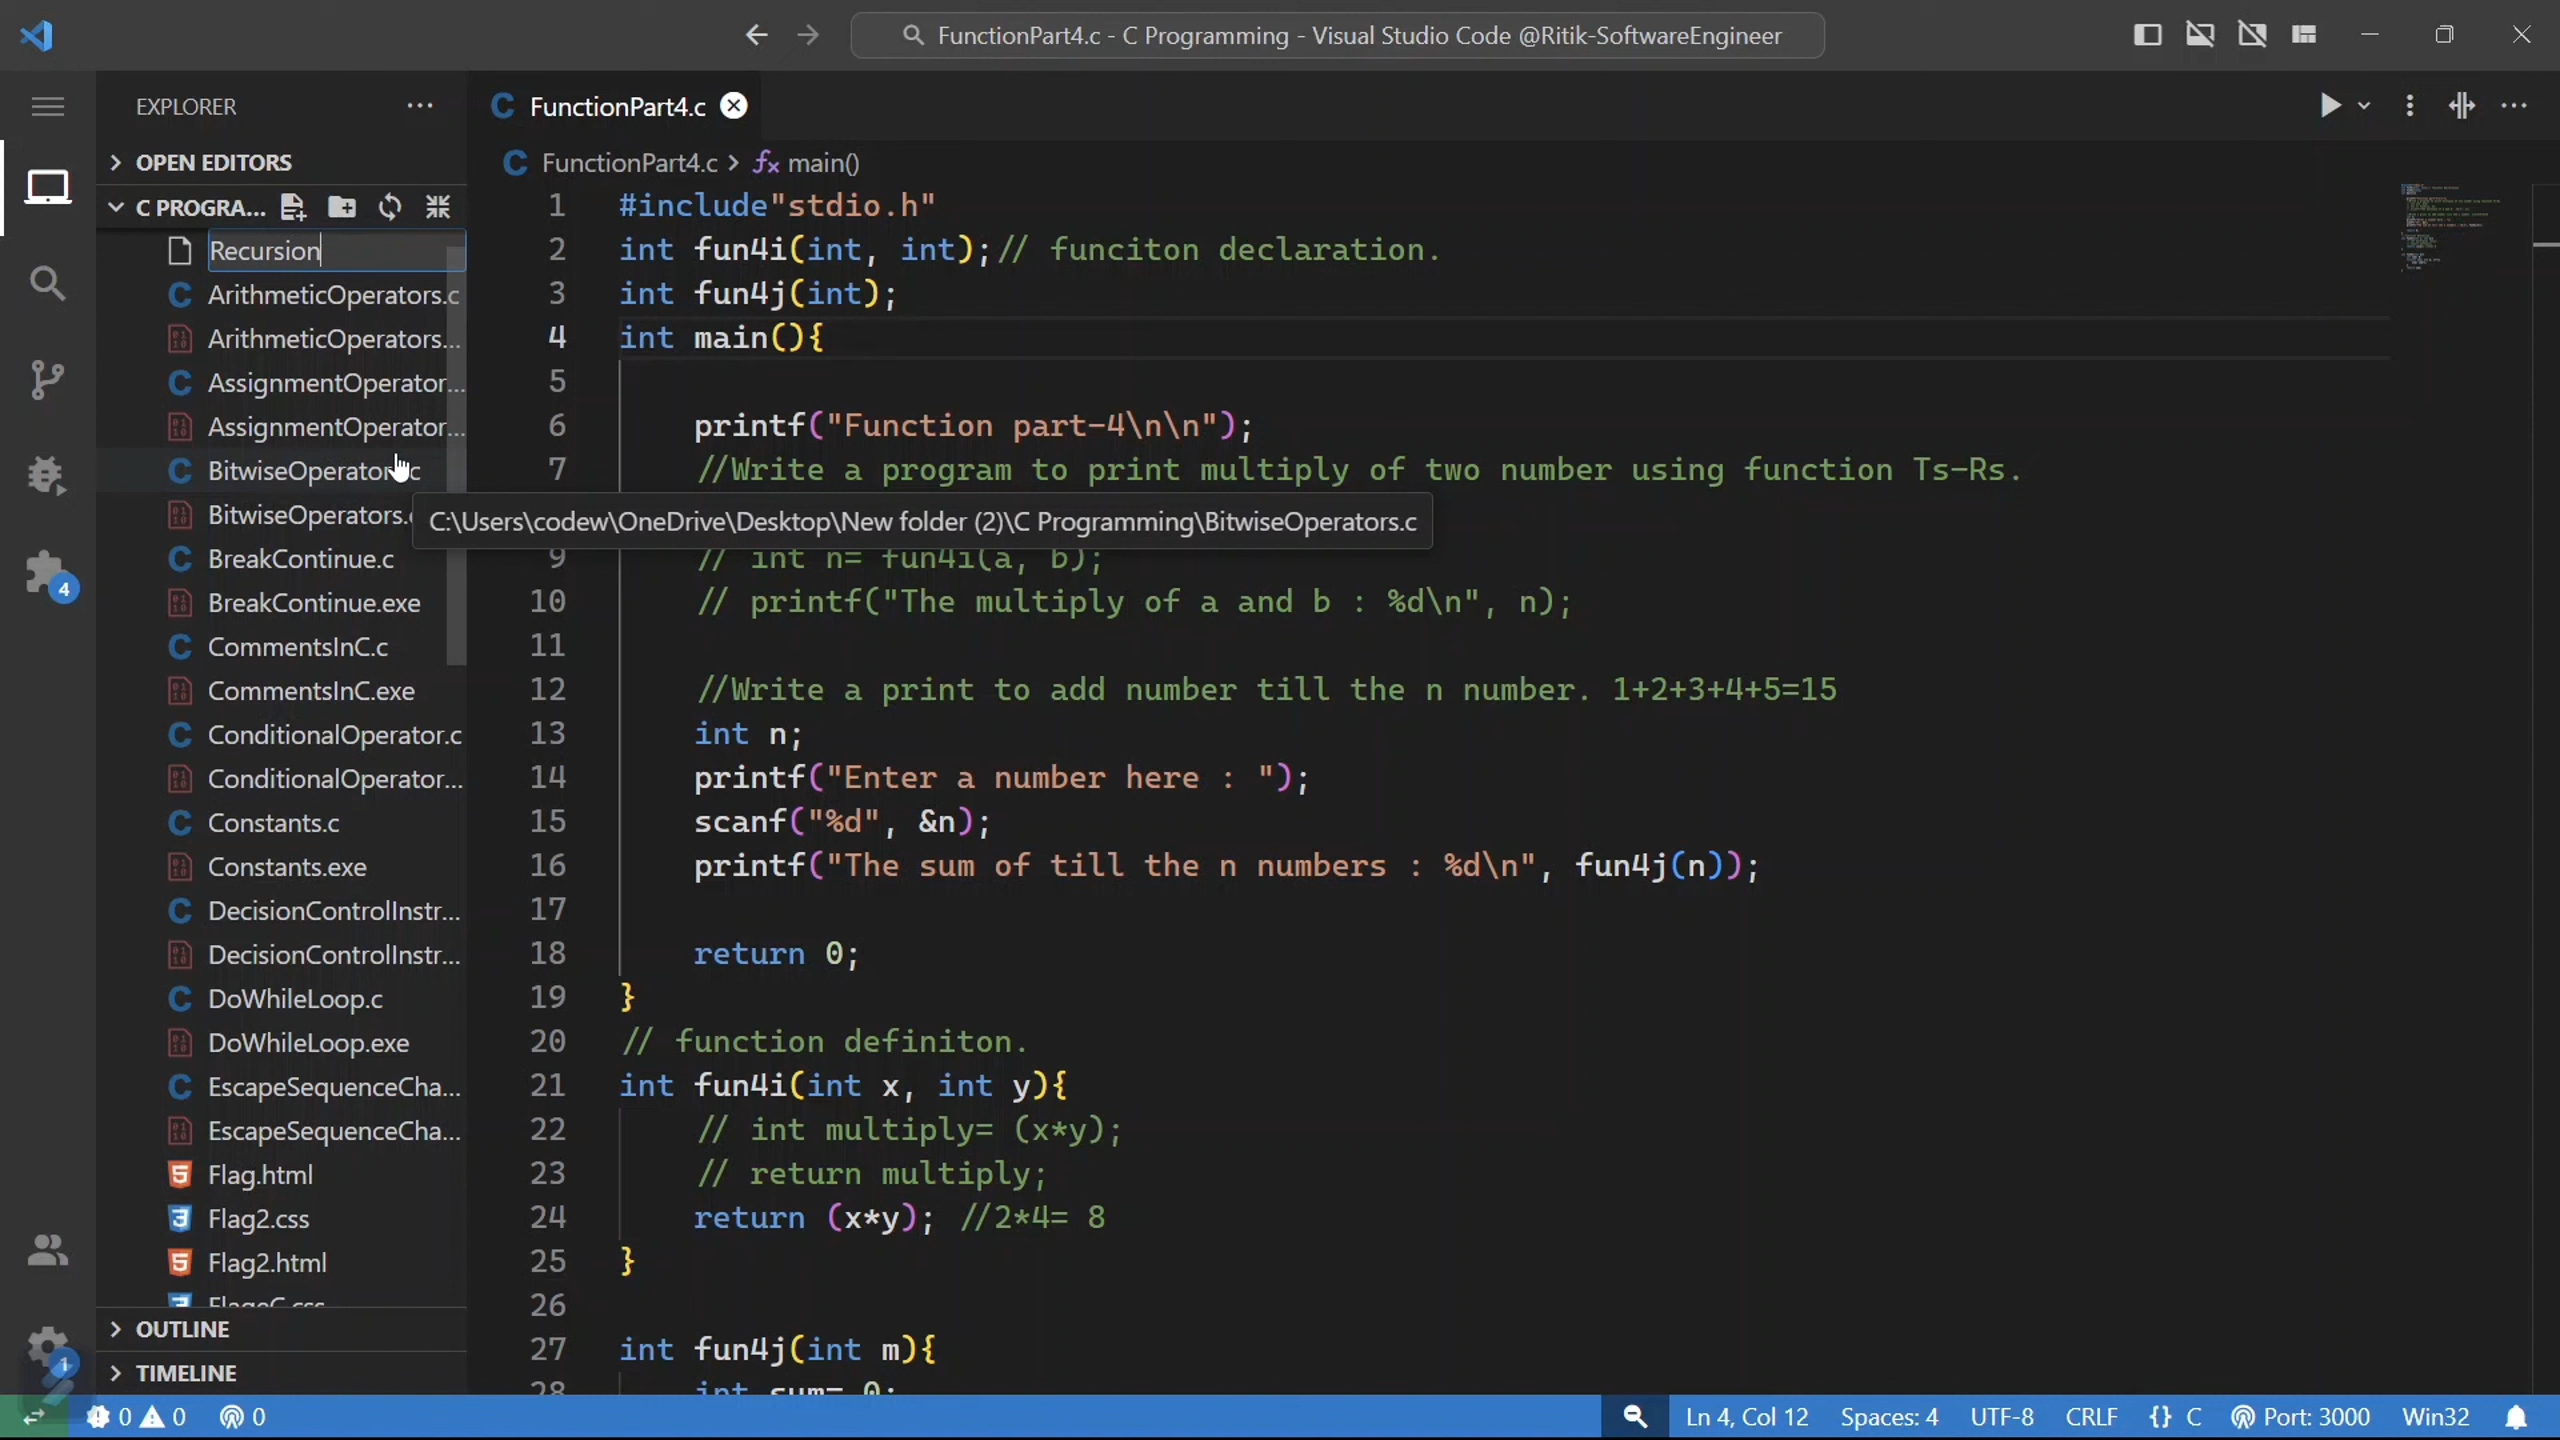 FunctionPart4.c - C Programming - Visual Studio Code @Ritik-SoftwareEngineer
EXPLORER
OPEN EDITORS
C PROGRA...
Recursion
ArithmeticOperators.c
ArithmeticOperators...
AssignmentOperator...
AssignmentOperator...
BitwiseOperator
BitwiseOperators.
BreakContinue.c
BreakContinue.exe
CommentsInC.c
CommentsInC.exe
ConditionalOperator.c
ConditionalOperator...
Constants.c
Constants.exe
DecisionControlInstr...
DecisionControlInstr...
DoWhileLoop.c
DoWhileLoop.exe
EscapeSequenceCha...
EscapeSequenceCha...
Flag.html
Flag2.css
Flag2.html
OUTLINE
TIMELINE
4
1
FunctionPart4.c
FunctionPart4.c > fx main()
1 #include"stdio.h"
2 int fun4i(int, int);// funciton declaration.
3 int fun4j(int);
4 int main(){
5
6 printf("Function part-4\n\n");
7 //Write a program to print multiply of two number using function Ts-Rs.
C:\Users\codew\OneDrive\Desktop\New folder (2)\C Programming\BitwiseOperators.c
9 // int n= fun4i(a, b);
10 // printf("The multiply of a and b : %d\n", n);
11
12 //Write a print to add number till the n number. 1+2+3+4+5=15
13 int n;
14 printf("Enter a number here : ");
15 scanf("%d", &n);
16 printf("The sum of till the n numbers : %d\n", fun4j(n));
17
18 return 0;
19 }
20 // function definiton.
21 int fun4i(int x, int y){
22 // int multiply= (x*y);
23 // return multiply;
24 return (x*y); //2*4= 8
25 }
26
27 int fun4j(int m){
28 int sum= 0;
0 0 0
Ln 4, Col 12 Spaces: 4 UTF-8 CRLF {} C Port: 3000 Win32